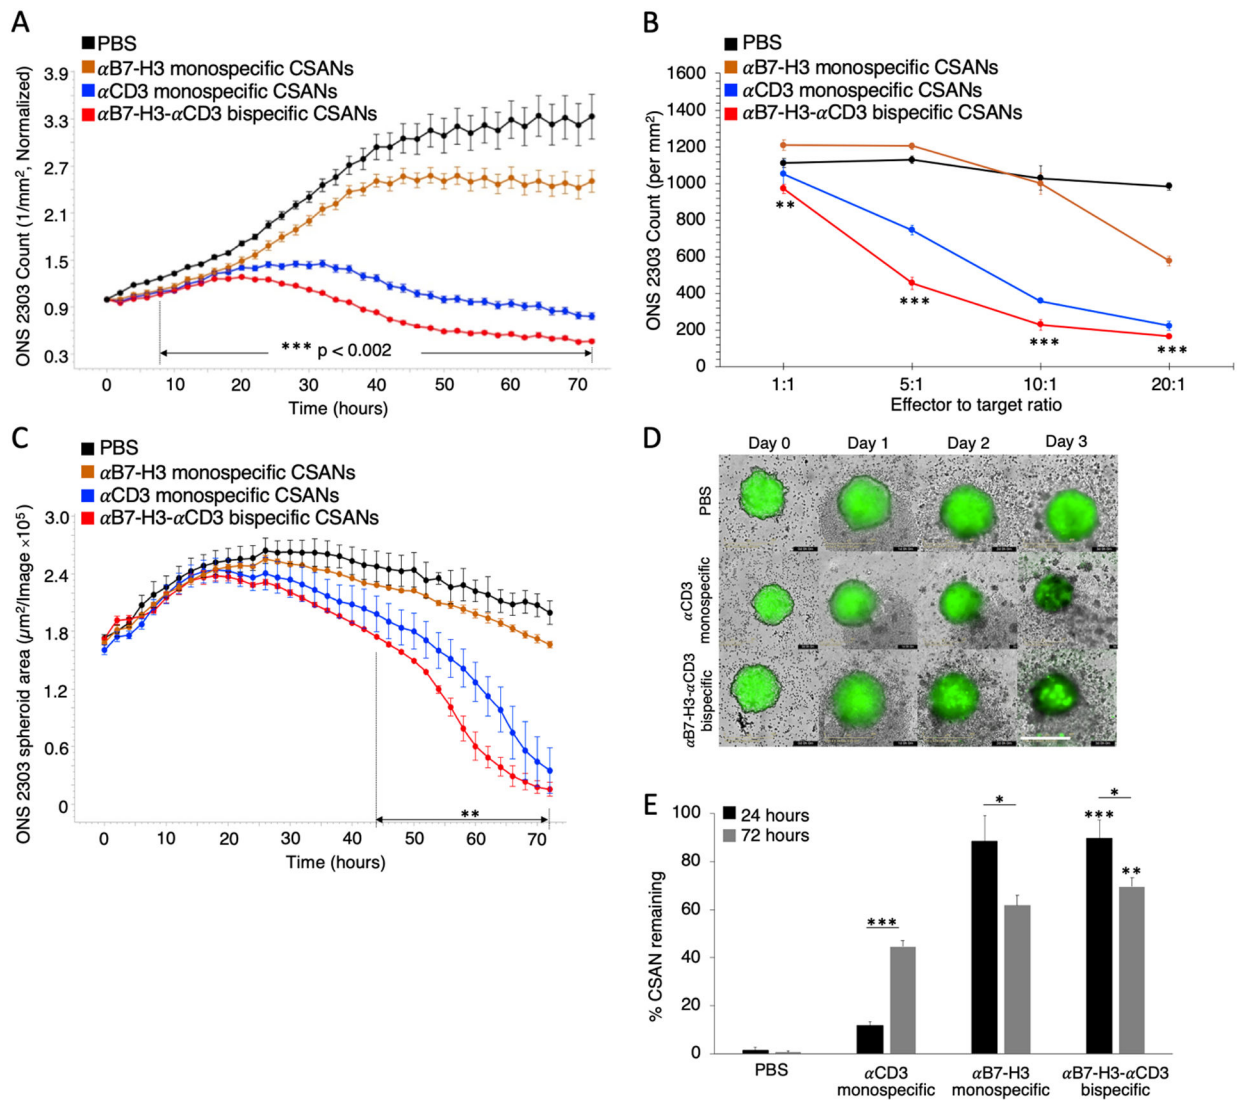 A
PBS
αB7-H3 monospecific CSANs
αCD3 monospecific CSANs
αB7-H3-αCD3 bispecific CSANs
ONS 2303 Count (1/mm², Normalized)
3.9
3.3
2.7
2.1
1.5
0.9
0.3
*** p < 0.002
0 10 20 30 40 50 60 70
Time (hours)
B
PBS
αB7-H3 monospecific CSANs
αCD3 monospecific CSANs
αB7-H3-αCD3 bispecific CSANs
ONS 2303 Count (per mm²)
1600
1400
1200
1000
800
600
400
200
0
**
***
***
***
1:1 5:1 10:1 20:1
Effector to target ratio
C
PBS
αB7-H3 monospecific CSANs
αCD3 monospecific CSANs
αB7-H3-αCD3 bispecific CSANs
ONS 2303 spheroid area (μm²/Image ×10⁵)
3.0
2.4
1.8
1.2
0.6
0
**
0 10 20 30 40 50 60 70
Time (hours)
D
Day 0 Day 1 Day 2 Day 3
PBS
αCD3
monospecific
αB7-H3-αCD3
bispecific
E
24 hours
72 hours
% CSAN remaining
100
80
60
40
20
0
***
*
*
***
**
PBS
αCD3
monospecific
αB7-H3
monospecific
αB7-H3-αCD3
bispecific